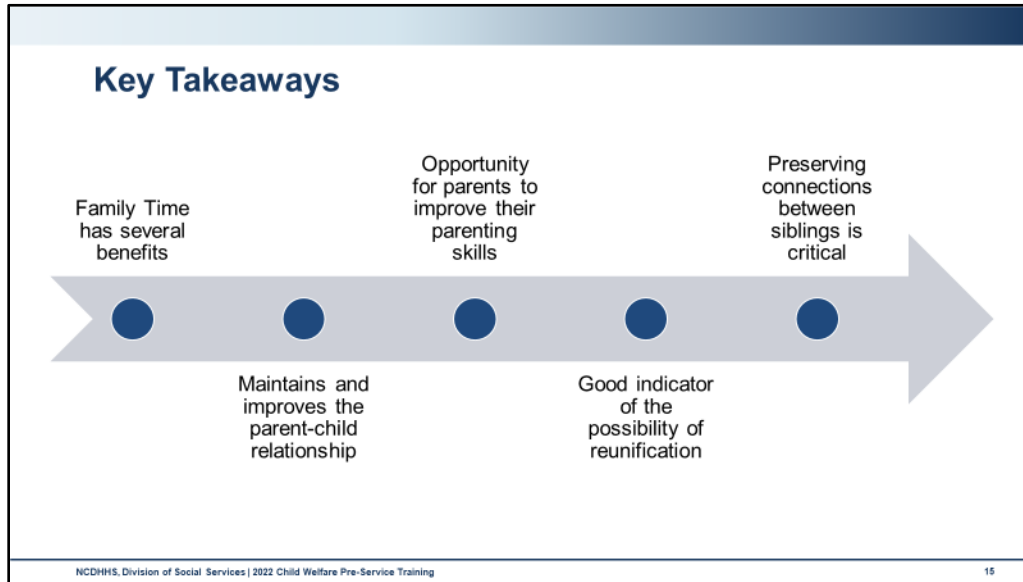 Key Takeaways
Family Time
has several
benefits
Maintains and
improves the
parent-child
relationship
Opportunity
for parents to
improve their
parenting
skills
Good indicator
of the
possibility of
reunification
Preserving
connections
between
siblings is
critical
NCDHHS, Division of Social Services | 2022 Child Welfare Pre-Service Training
15